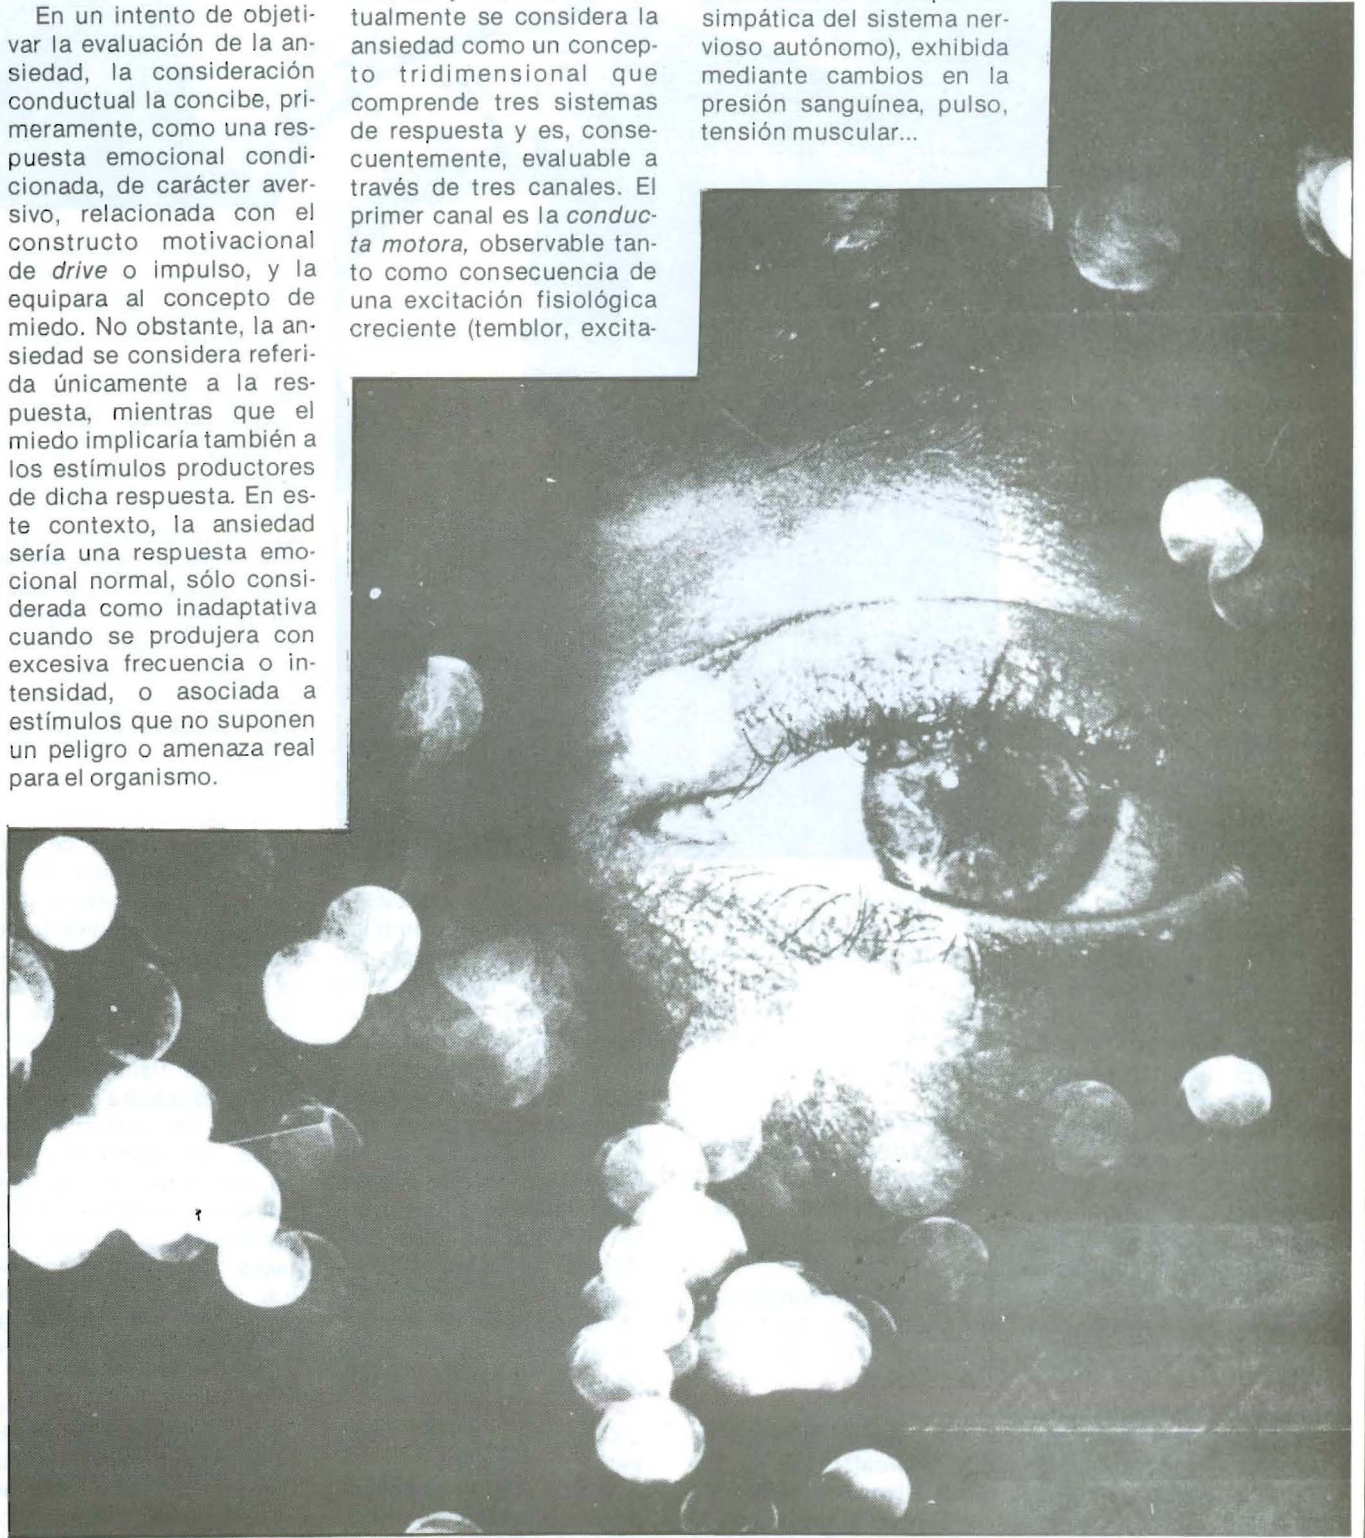 En un intento de objeti-
var la evaluación de la an-
siedad, la consideración
conductual la concibe, pri-
meramente, como una res-
puesta emocional condi-
cionada, de carácter aver-
sivo, relacionada con el
constructo motivacional
de drive o impulso, y la
equipara al concepto de
miedo. No obstante, la an-
siedad se considera referi-
da únicamente a la res-
puesta, mientras que el
miedo implicaría también a
los estímulos productores
de dicha respuesta. En es-
te contexto, la ansiedad
sería una respuesta emo-
cional normal, sólo consi-
derada como inadaptativa
cuando se produjera con
excesiva frecuencia o in-
tensidad, o asociada a
estímulos que no suponen
un peligro o amenaza real
para el organismo.
tualmente se considera la
ansiedad como un concep-
to tridimensional que
comprende tres sistemas
de respuesta y es, conse-
cuentemente, evaluable a
través de tres canales. El
primer canal es la conduc-
ta motora, observable tan-
to como consecuencia de
una excitación fisiológica
creciente (temblor, excita-
simpática del sistema ner-
vioso autónomo), exhibida
mediante cambios en la
presión sanguínea, pulso,
tensión muscular...